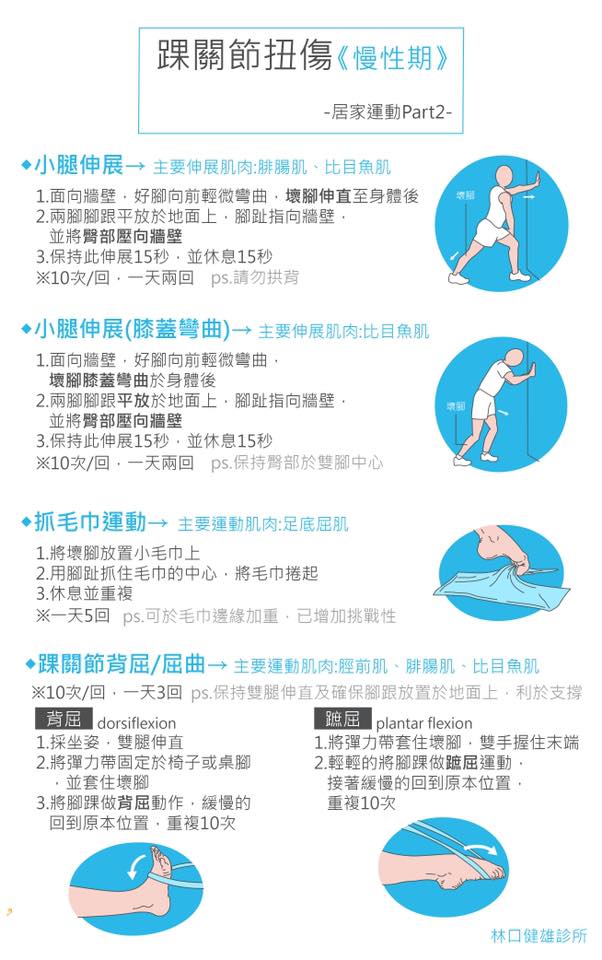 踝關節扭傷《慢性期》
-居家運動Part2-
◆小腿伸展→ 主要伸展肌肉:腓腸肌、比目魚肌
1.面向牆壁，好腳向前輕微彎曲，壞腳伸直至身體後
2.兩腳腳跟平放於地面上，腳趾指向牆壁，
並將臀部壓向牆壁
3.保持此伸展15秒，並休息15秒
※10次/回，一天兩回 ps.請勿拱背
壞腳
◆小腿伸展(膝蓋彎曲)→ 主要伸展肌肉:比目魚肌
1.面向牆壁，好腳向前輕微彎曲，
壞腳膝蓋彎曲於身體後
2.兩腳腳跟平放於地面上，腳趾指向牆壁，
並將臀部壓向牆壁
3.保持此伸展15秒，並休息15秒
※10次/回，一天兩回 ps.保持臀部於雙腳中心
壞腳
◆抓毛巾運動→ 主要運動肌肉:足底屈肌
1.將壞腳放置小毛巾上
2.用腳趾抓住毛巾的中心，將毛巾捲起
3.休息並重複
※一天5回 ps.可於毛巾邊緣加重，已增加挑戰性
◆踝關節背屈/屈曲→ 主要運動肌肉:脛前肌、腓腸肌、比目魚肌
※10次/回，一天3回 ps.保持雙腿伸直及確保腳跟放置於地面上，利於支撐
背屈 dorsiflexion
1.採坐姿，雙腿伸直
2.將彈力帶固定於椅子或桌腳
，並套住壞腳
3.將腳踝做背屈動作，緩慢的
回到原本位置，重複10次
蹠屈 plantar flexion
1.將彈力帶套住壞腳，雙手握住末端
2.輕輕的將腳踝做蹠屈運動，
接著緩慢的回到原本位置，
重複10次
林口健雄診所